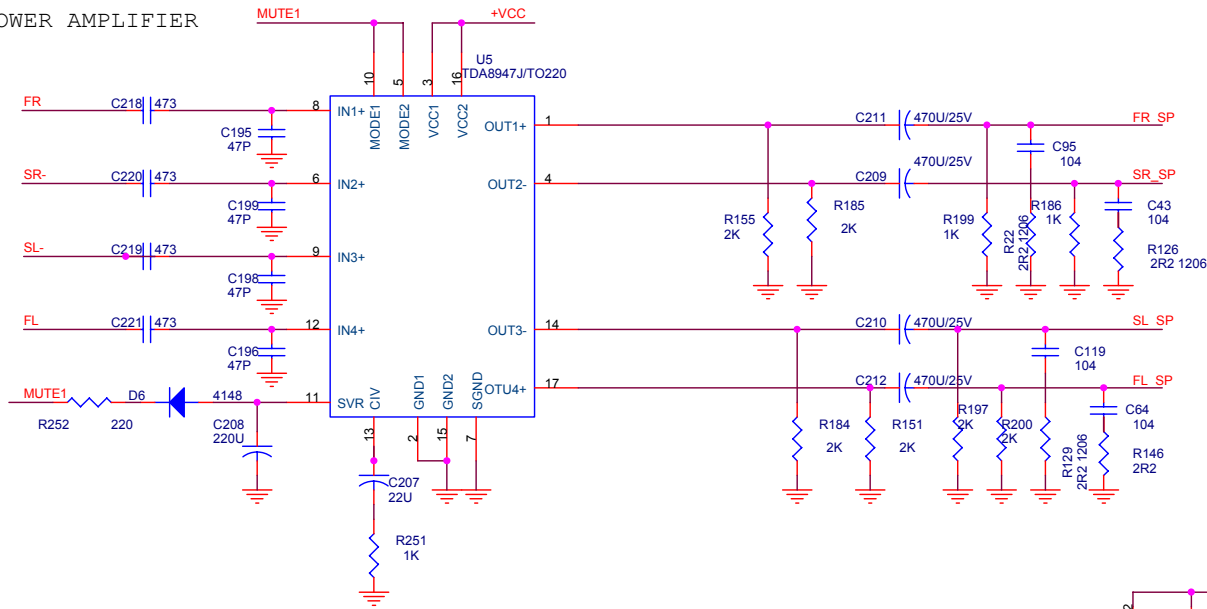 OWER AMPLIFIER
MUTE1
+VCC
U5
TDA8947J/TO220
10
5
3
16
MODE1
MODE2
VCC1
VCC2
FR
C218
473
8
IN1+
OUT1+
1
C211
470U/25V
FR_SP
C195
47P
C95
104
SR-
C220
473
6
IN2+
OUT2-
4
C209
470U/25V
SR_SP
C199
47P
R155
2K
R185
2K
R199
1K
R22
2R2 1206
R186
1K
C43
104
R126
2R2 1206
SL-
C219
473
9
IN3+
C198
47P
FL
C221
473
12
IN4+
OUT3-
14
C210
470U/25V
SL_SP
C196
47P
C119
104
OTU4+
17
C212
470U/25V
FL_SP
MUTE1
D6
4148
11
SVR
CIV
GND1
GND2
SGND
R252
220
C208
220U
13
2
15
7
R184
2K
R151
2K
R197
2K
R200
2K
R129
2R2 1206
C64
104
R146
2R2
C207
22U
R251
1K
2